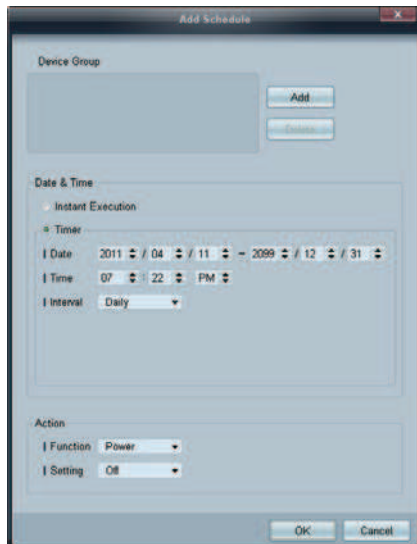 Add Schedule
Device Group
Add
Delete
Date & Time
Instant Execution
Timer
Date 2011 / 04 / 11 ~ 2099 / 12 / 31
Time 07 : 22 PM
Interval Daily
Action
Function Power
Setting Off
OK Cancel